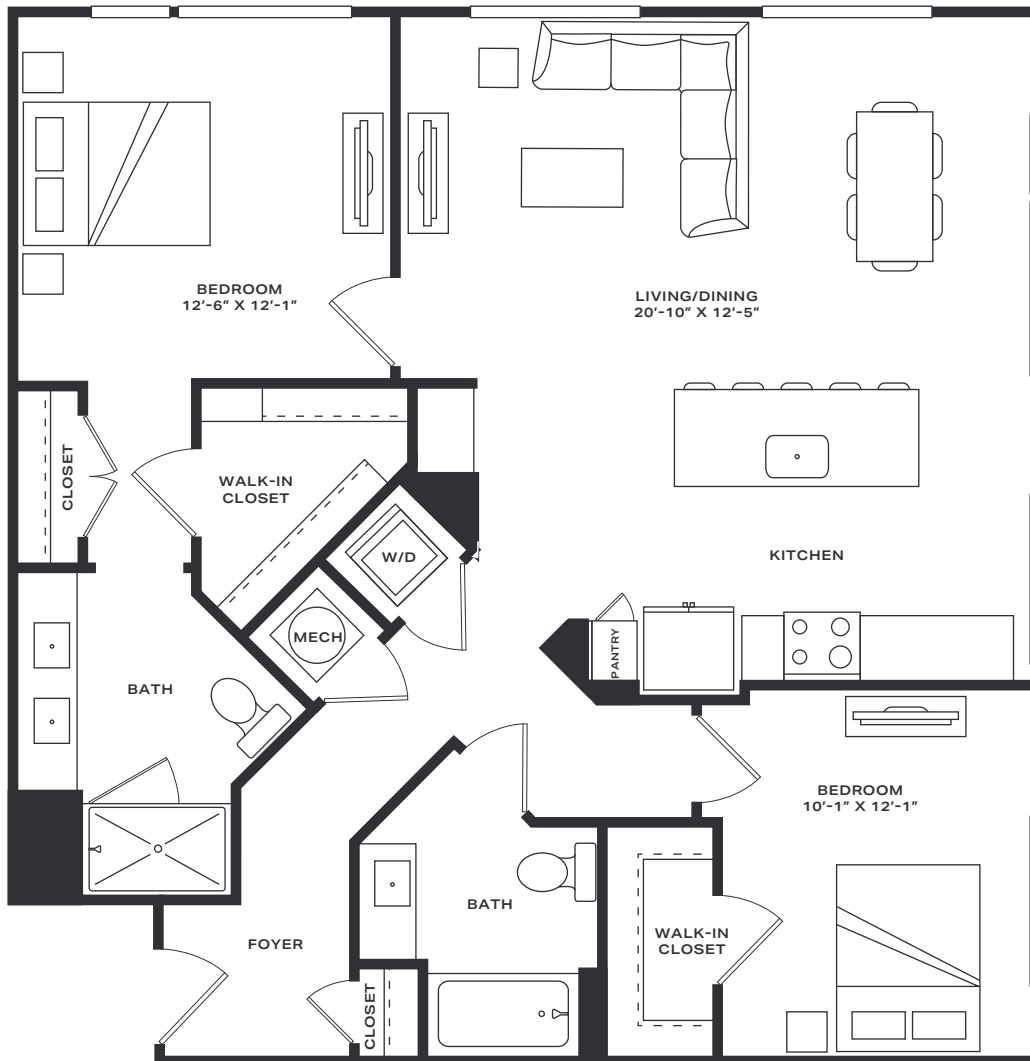 BEDROOM
12'-6" X 12'-1"
LIVING/DINING
20'-10" X 12'-5"
CLOSET
WALK-IN
CLOSET
W/D
KITCHEN
MECH
PANTRY
BATH
BEDROOM
10'-1" X 12'-1"
BATH
WALK-IN
CLOSET
FOYER
CLOSET